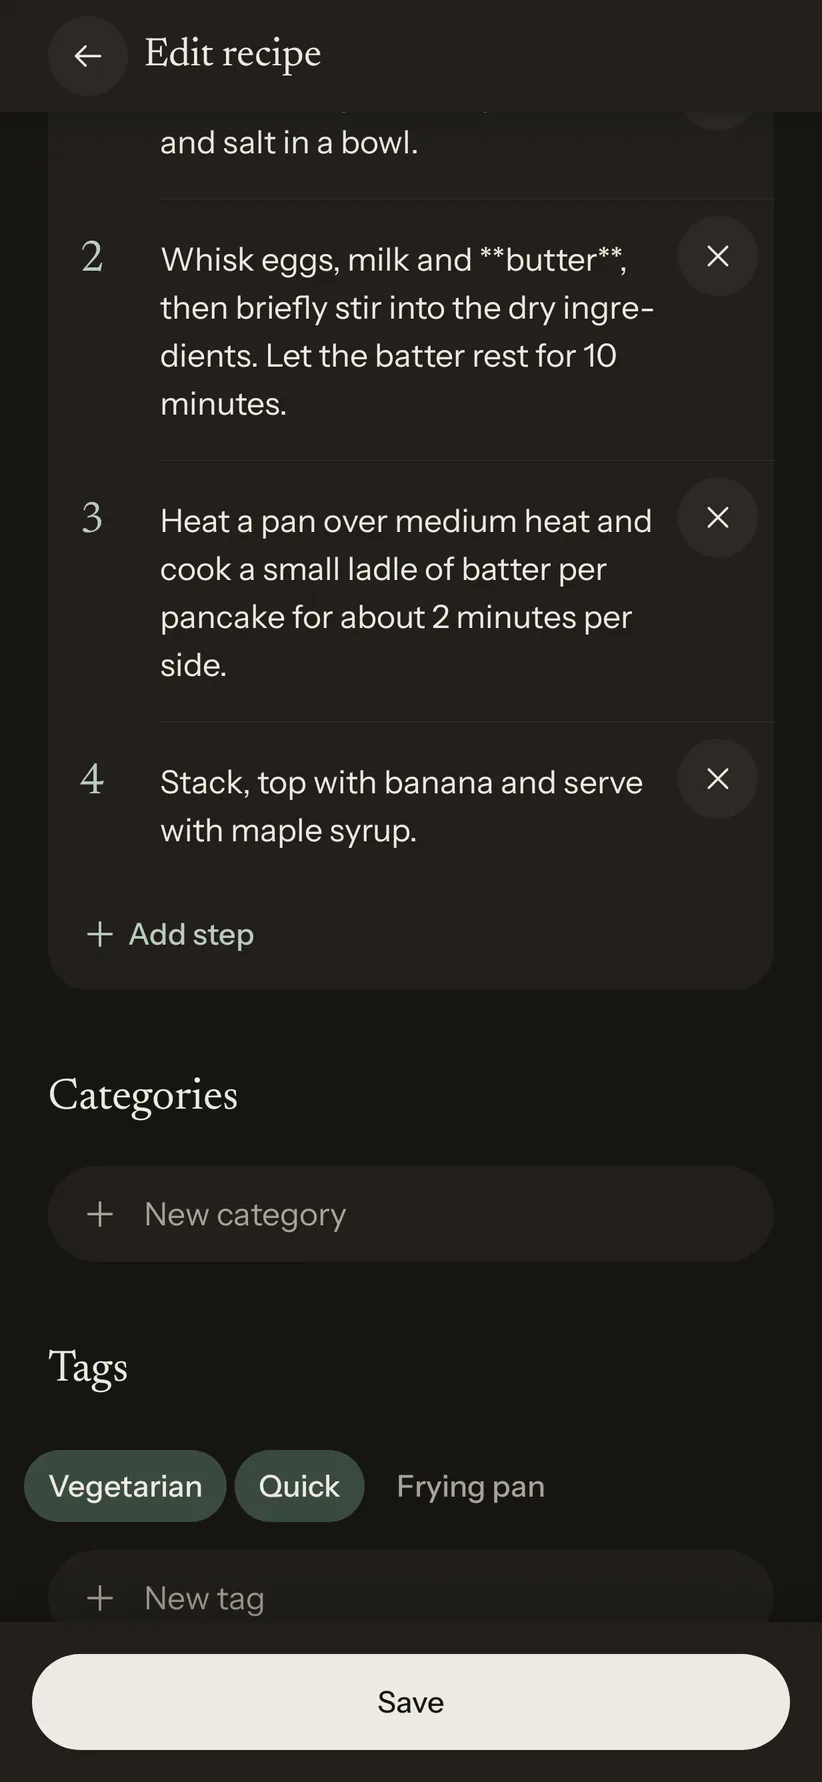 Edit recipe
and salt in a bowl.
2
Whisk eggs, milk and **butter**,
then briefly stir into the dry ingre-
dients. Let the batter rest for 10
minutes.
3
Heat a pan over medium heat and
cook a small ladle of batter per
pancake for about 2 minutes per
side.
4
Stack, top with banana and serve
with maple syrup.
Add step
Categories
New category
Tags
Vegetarian
Quick
Frying pan
New tag
Save